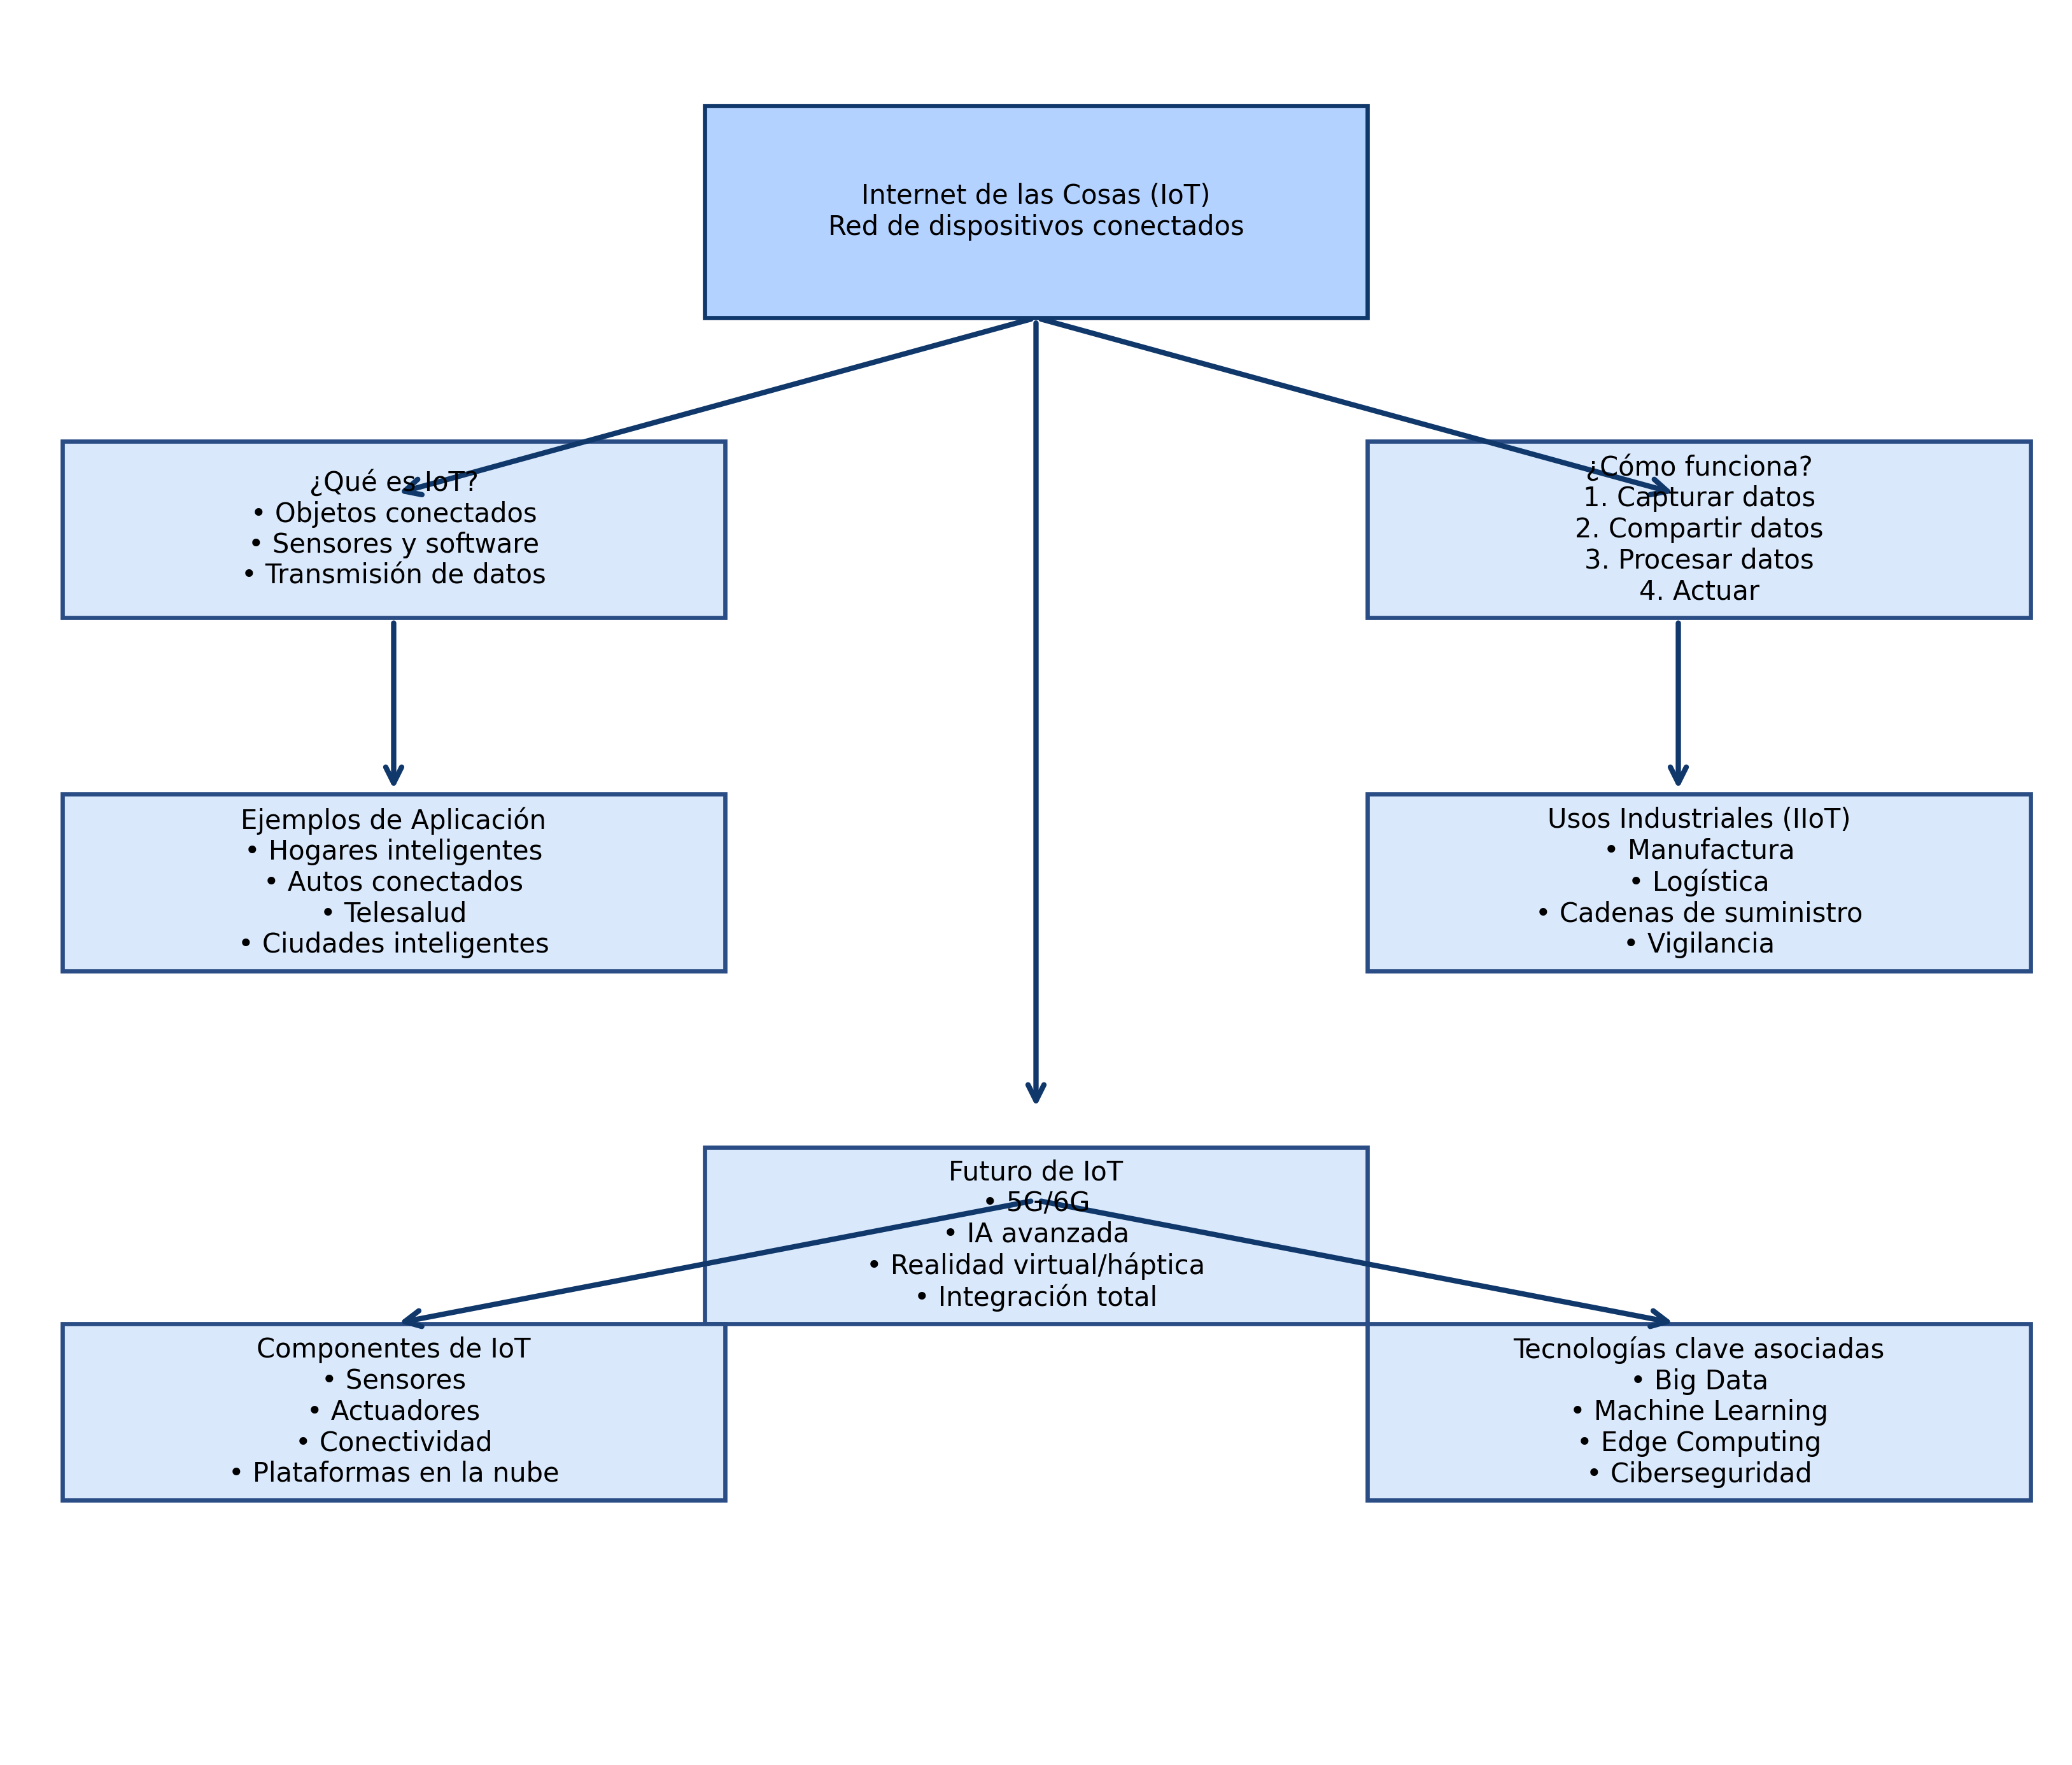 Internet de las Cosas (IoT)
Red de dispositivos conectados
¿Qué es IoT?
• Objetos conectados
• Sensores y software
• Transmisión de datos
¿Cómo funciona?
1. Capturar datos
2. Compartir datos
3. Procesar datos
4. Actuar
Ejemplos de Aplicación
• Hogares inteligentes
• Autos conectados
• Telesalud
• Ciudades inteligentes
Usos Industriales (IIoT)
• Manufactura
• Logística
• Cadenas de suministro
• Vigilancia
Futuro de IoT
• 5G/6G
• IA avanzada
• Realidad virtual/háptica
• Integración total
Componentes de IoT
• Sensores
• Actuadores
• Conectividad
• Plataformas en la nube
Tecnologías clave asociadas
• Big Data
• Machine Learning
• Edge Computing
• Ciberseguridad